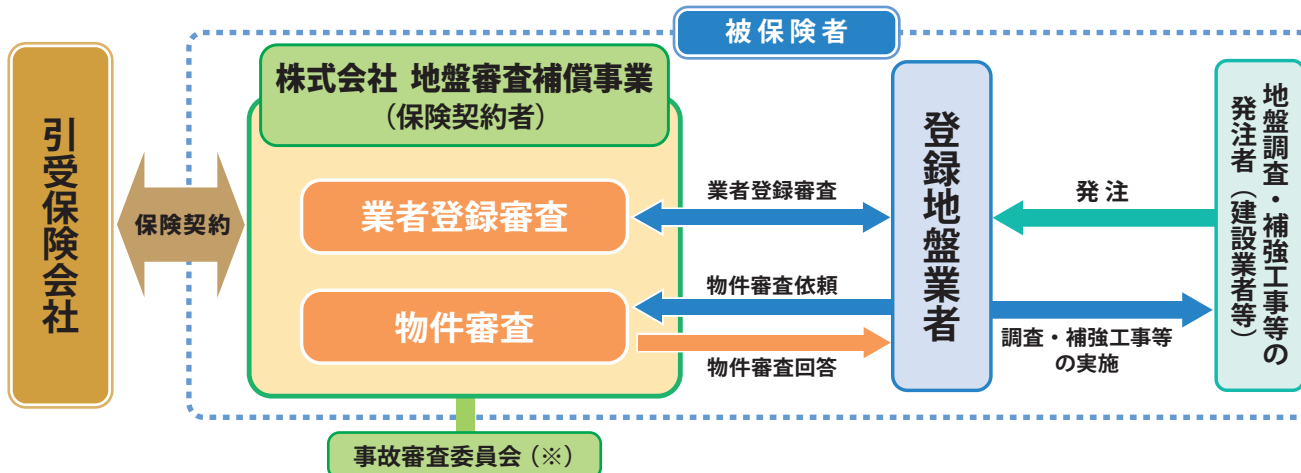 被保険者
引受保険会社
保険契約
株式会社 地盤審査補償事業
（保険契約者）
業者登録審査
物件審査
業者登録審査
物件審査依頼
物件審査回答
登録地盤業者
発注
調査・補強工事等
の実施
地盤調査・補強工事等の
発注者（建設業者等）
事故審査委員会（※）